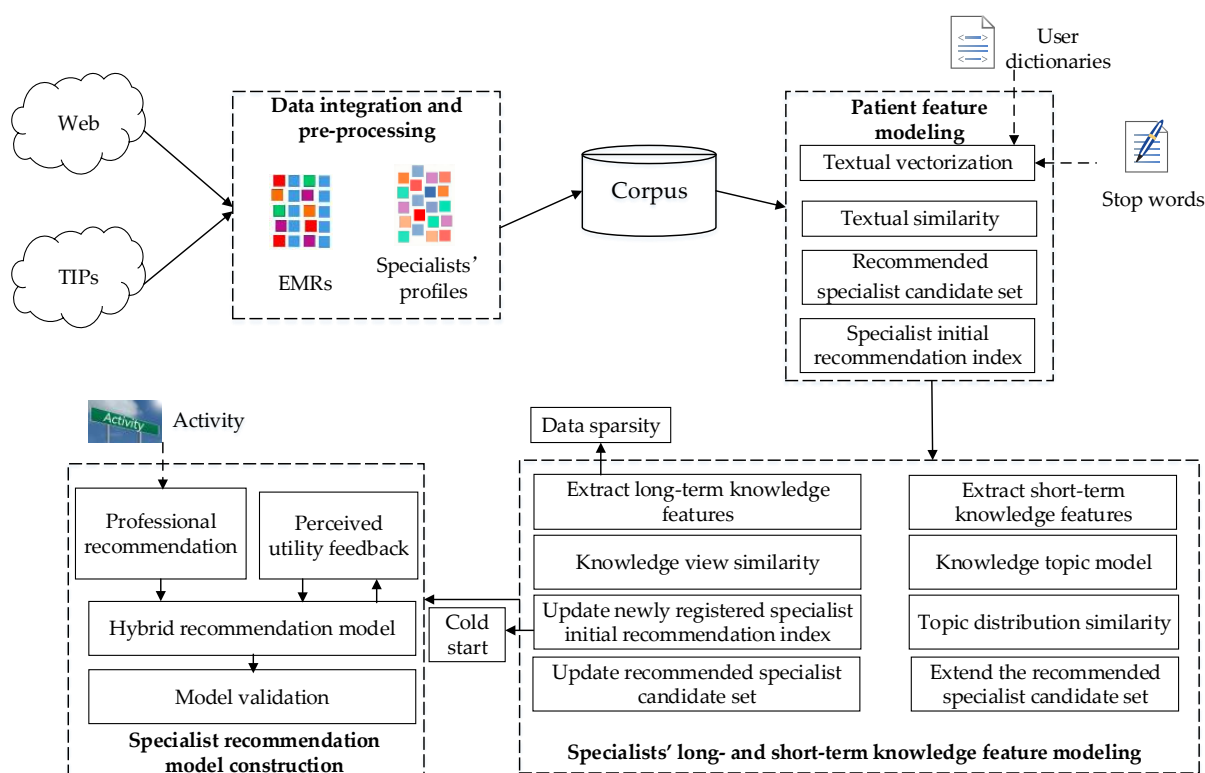 Web
TIPs
Data integration and
pre-processing
EMRs
Specialists'
profiles
Corpus
User
dictionaries
Patient feature
modeling
Textual vectorization
Stop words
Textual similarity
Recommended
specialist candidate set
Specialist initial
recommendation index
Activity
Activity
Professional
recommendation
Perceived
utility feedback
Hybrid recommendation model
Model validation
Specialist recommendation
model construction
Data sparsity
Cold
start
Extract long-term knowledge
features
Knowledge view similarity
Update newly registered specialist
initial recommendation index
Update recommended specialist
candidate set
Extract short-term
knowledge features
Knowledge topic model
Topic distribution similarity
Extend the recommended
specialist candidate set
Specialists' long- and short-term knowledge feature modeling